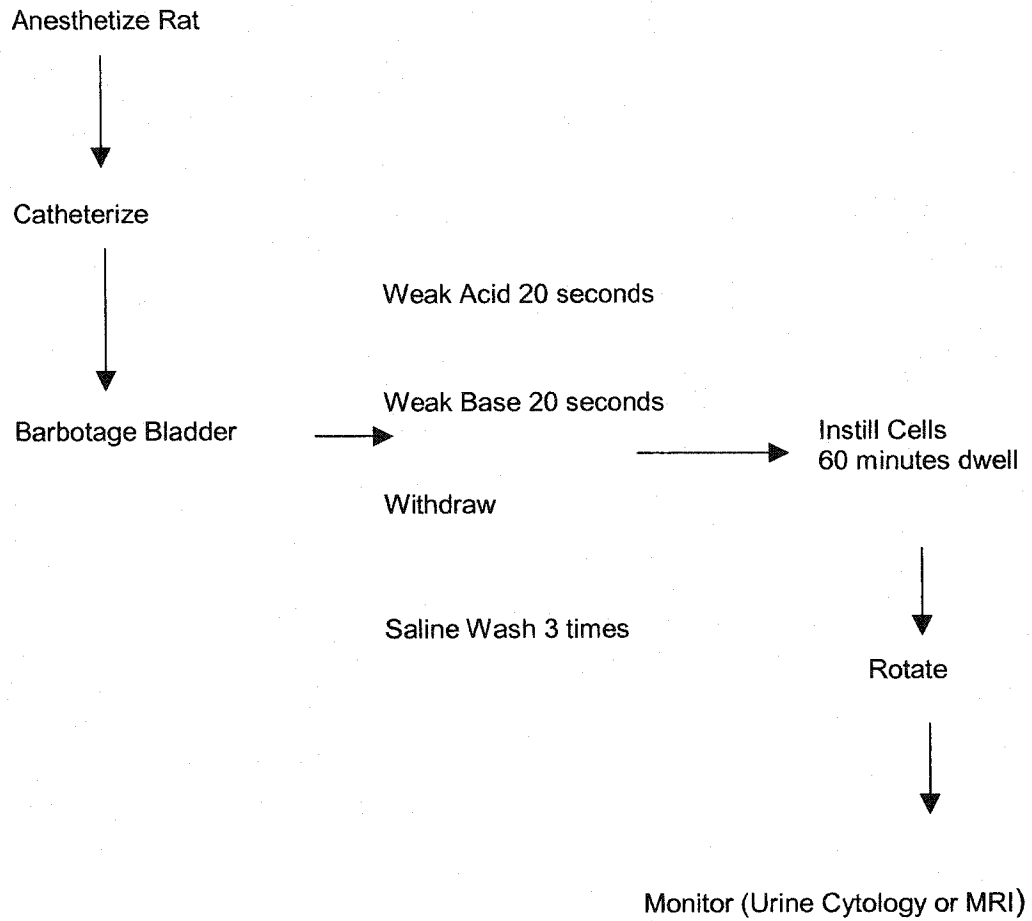 Anesthetize Rat
Catheterize
Barbotage Bladder
Weak Acid 20 seconds
Weak Base 20 seconds
Withdraw
Saline Wash 3 times
Instill Cells
60 minutes dwell
Rotate
Monitor (Urine Cytology or MRI)